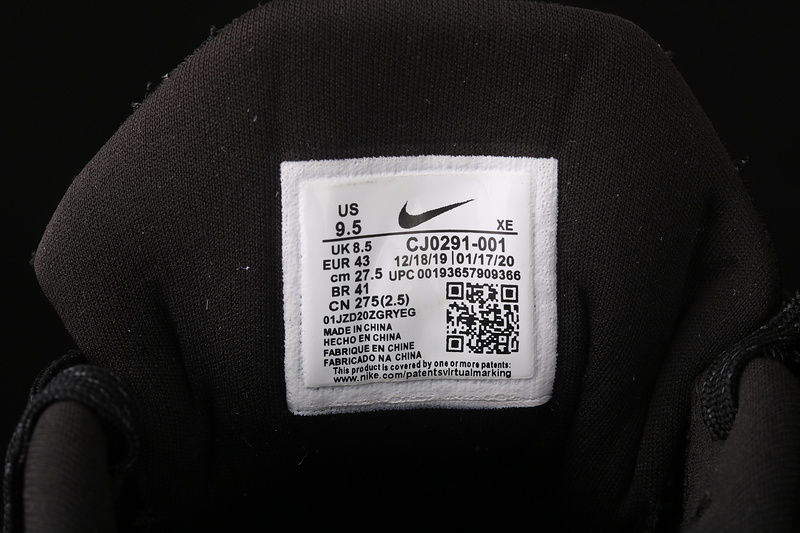 US
9.5
XE
UK 8.5
CJ0291-001
EUR 43
12/18/19 | 01/17/20
cm 27.5
UPC 00193657909366
BR 41
CN 275(2.5)
01JZD20ZGRYEG
MADE IN CHINA
HECHO EN CHINA
FABRIQUE EN CHINE
FABRICADO NA CHINA
This product is covered by one or more patents:
www.nike.com/patentsvirtualmarking